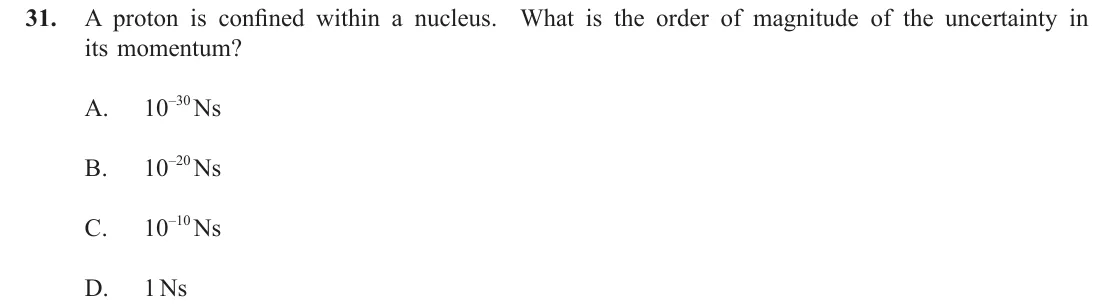 31. A proton is confined within a nucleus. What is the order of magnitude of the uncertainty in
its momentum?
A. 10⁻³⁰ Ns
B. 10⁻²⁰ Ns
C. 10⁻¹⁰ Ns
D. 1 Ns